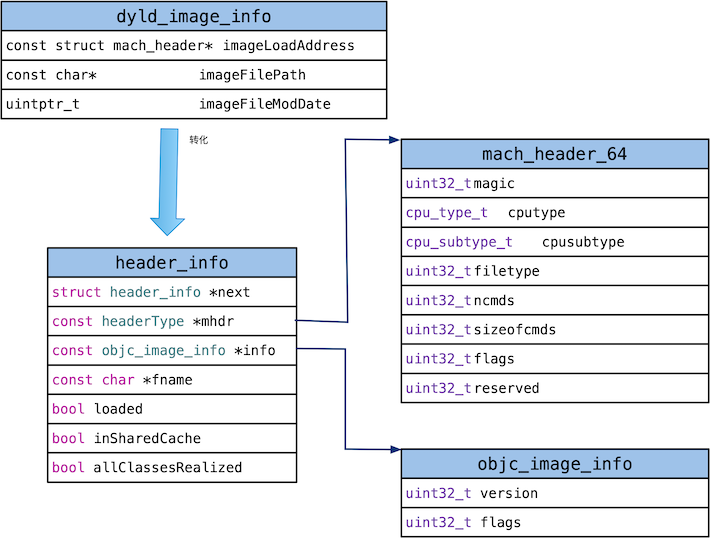 dyld_image_info
const struct mach_header* imageLoadAddress
const char* imageFilePath
uintptr_t imageFileModDate
转化
mach_header_64
uint32_t magic
cpu_type_t cputype
cpu_subtype_t cpusubtype
uint32_t filetype
uint32_t ncmds
uint32_t sizeofcmds
uint32_t flags
uint32_t reserved
header_info
struct header_info *next
const headerType *mhdr
const objc_image_info *info
const char *fname
bool loaded
bool inSharedCache
bool allClassesRealized
objc_image_info
uint32_t version
uint32_t flags